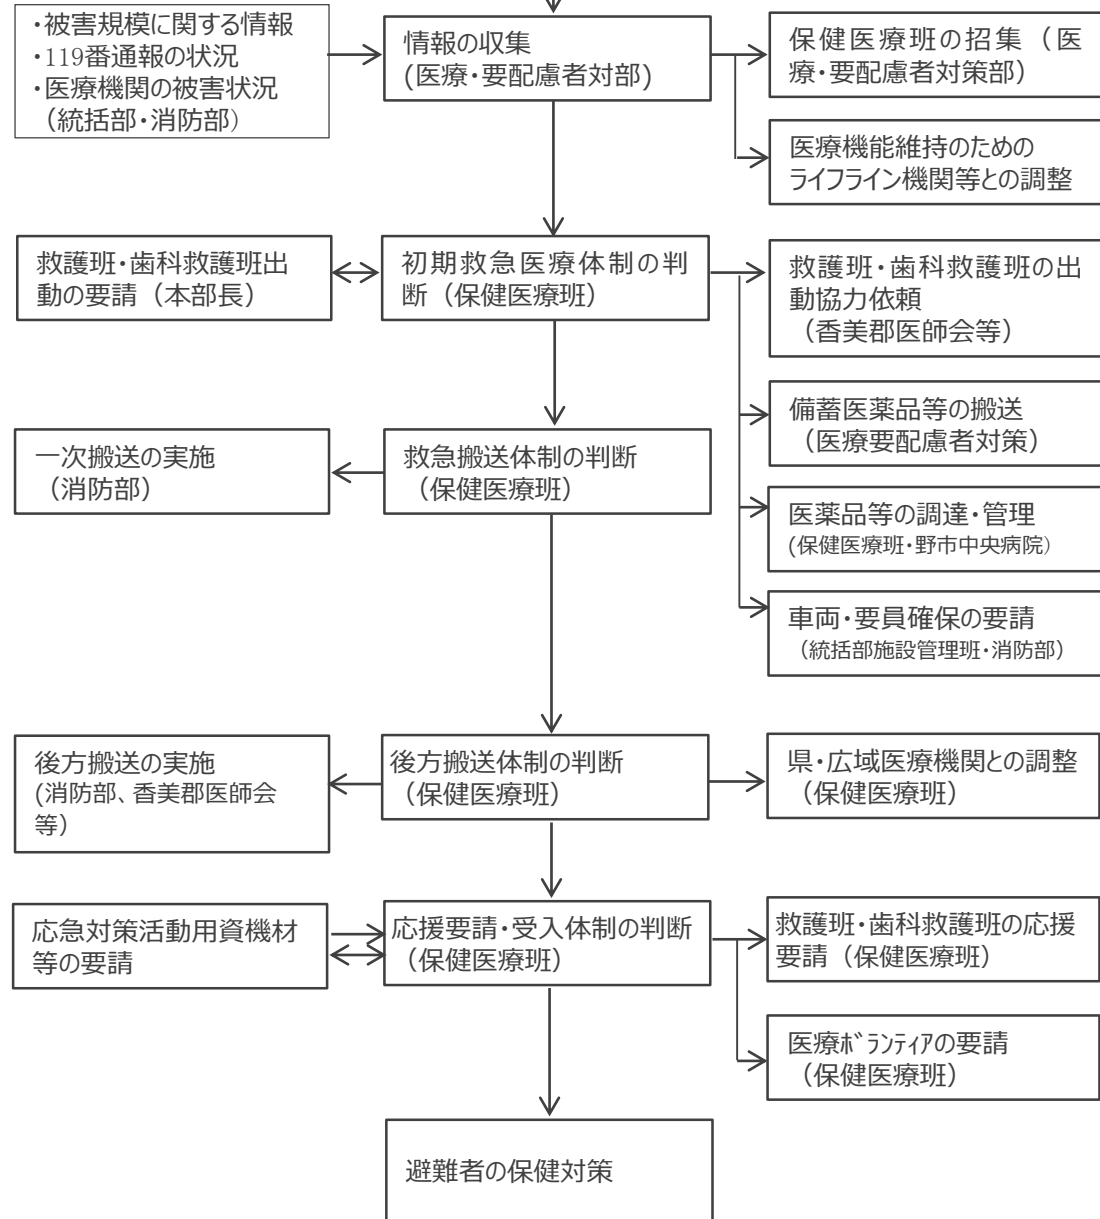 ・被害規模に関する情報
・119番通報の状況
・医療機関の被害状況
（統括部・消防部）
情報の収集
(医療・要配慮者対部)
保健医療班の招集（医
療・要配慮者対策部）
医療機能維持のための
ライフライン機関等との調整
救護班・歯科救護班出
動の要請（本部長）
初期救急医療体制の判
断（保健医療班）
救護班・歯科救護班の出
動協力依頼
（香美郡医師会等）
備蓄医薬品等の搬送
（医療要配慮者対策）
一次搬送の実施
（消防部）
救急搬送体制の判断
（保健医療班）
医薬品等の調達・管理
(保健医療班・野市中央病院）
車両・要員確保の要請
（統括部施設管理班・消防部）
後方搬送の実施
(消防部、香美郡医師会
等）
後方搬送体制の判断
（保健医療班）
県・広域医療機関との調整
（保健医療班）
応急対策活動用資機材
等の要請
応援要請・受入体制の判断
（保健医療班）
救護班・歯科救護班の応援
要請（保健医療班）
医療ﾎﾞﾗﾝﾃｨｱの要請
（保健医療班）
避難者の保健対策